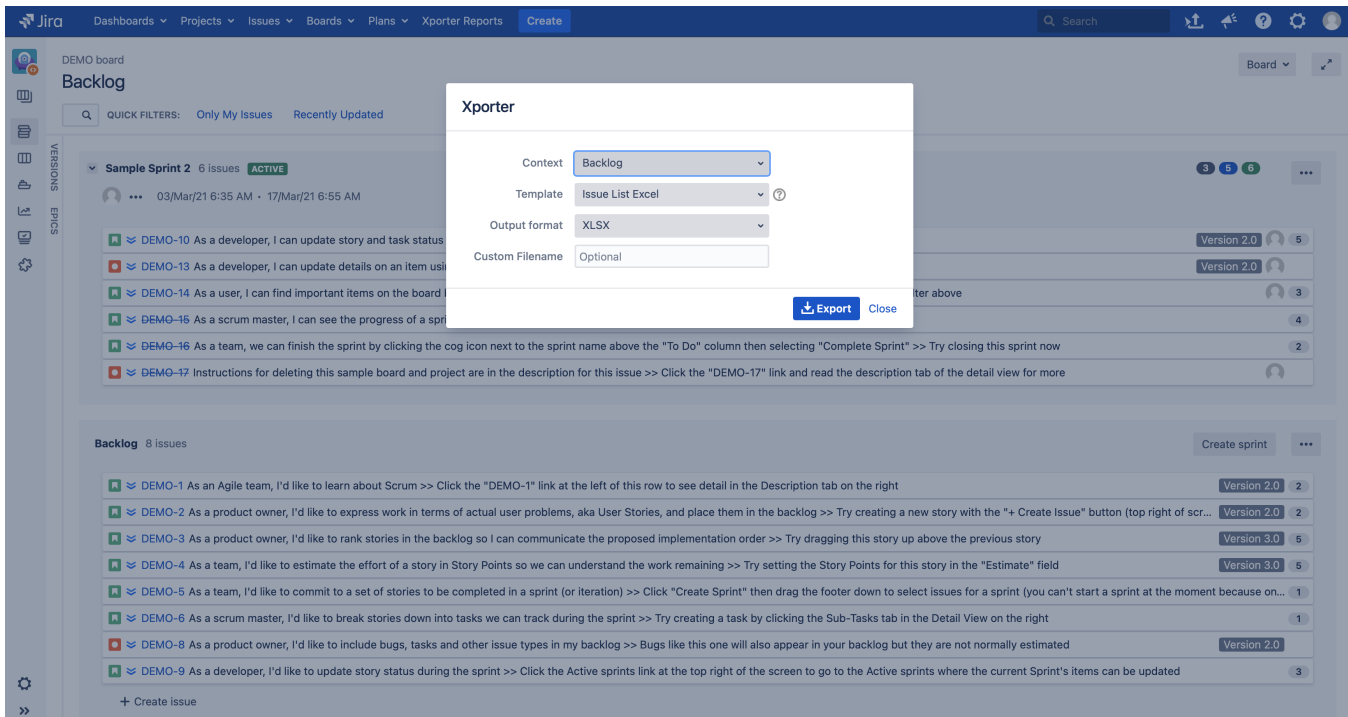 Jira Dashboards Projects Issues Boards Plans Xporter Reports Create Search
DEMO board
Backlog
Board
QUICK FILTERS: Only My Issues Recently Updated
VERSIONS
EPICS
Xporter
Context Backlog
Template Issue List Excel
Output format XLSX
Custom Filename Optional
Export Close
Sample Sprint 2 6 issues ACTIVE 3 5 6
03/Mar/21 6:35 AM • 17/Mar/21 6:55 AM
DEMO-10 As a developer, I can update story and task status Version 2.0 5
DEMO-13 As a developer, I can update details on an item Version 2.0
DEMO-14 As a user, I can find important items on the board above 3
DEMO-15 As a scrum master, I can see the progress of a 4
DEMO-16 As a team, we can finish the sprint by clicking the cog icon next to the sprint name above the "To Do" column then selecting "Complete Sprint" >> Try closing this sprint now 2
DEMO-17 Instructions for deleting this sample board and project are in the description for this issue >> Click the "DEMO-17" link and read the description tab of the detail view for more
Backlog 8 issues Create sprint
DEMO-1 As an Agile team, I'd like to learn about Scrum >> Click the "DEMO-1" link at the left of this row to see detail in the Description tab on the right Version 2.0 2
DEMO-2 As a product owner, I'd like to express work in terms of actual user problems, aka User Stories, and place them in the backlog >> Try creating a new story with the "+ Create Issue" button (top right of scr... Version 2.0 2
DEMO-3 As a product owner, I'd like to rank stories in the backlog so I can communicate the proposed implementation order >> Try dragging this story up above the previous story Version 3.0 5
DEMO-4 As a team, I'd like to estimate the effort of a story in Story Points so we can understand the work remaining >> Try setting the Story Points for this story in the "Estimate" field Version 3.0 5
DEMO-5 As a team, I'd like to commit to a set of stories to be completed in a sprint (or iteration) >> Click "Create Sprint" then drag the footer down to select issues for a sprint (you can't start a sprint at the moment because on... 1
DEMO-6 As a scrum master, I'd like to break stories down into tasks we can track during the sprint >> Try creating a task by clicking the Sub-Tasks tab in the Detail View on the right 1
DEMO-8 As a product owner, I'd like to include bugs, tasks and other issue types in my backlog >> Bugs like this one will also appear in your backlog but they are not normally estimated Version 2.0
DEMO-9 As a developer, I'd like to update story status during the sprint >> Click the Active sprints link at the top right of the screen to go to the Active sprints where the current Sprint's items can be updated 3
+ Create issue